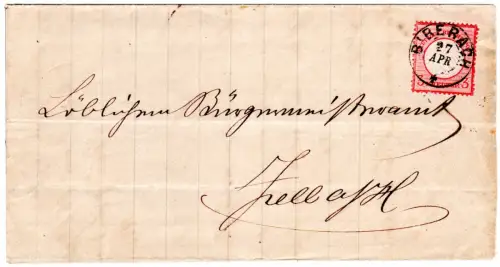 BIBERACH
27
APR
Löblichem Bürgermeisteramt
Zell a/H